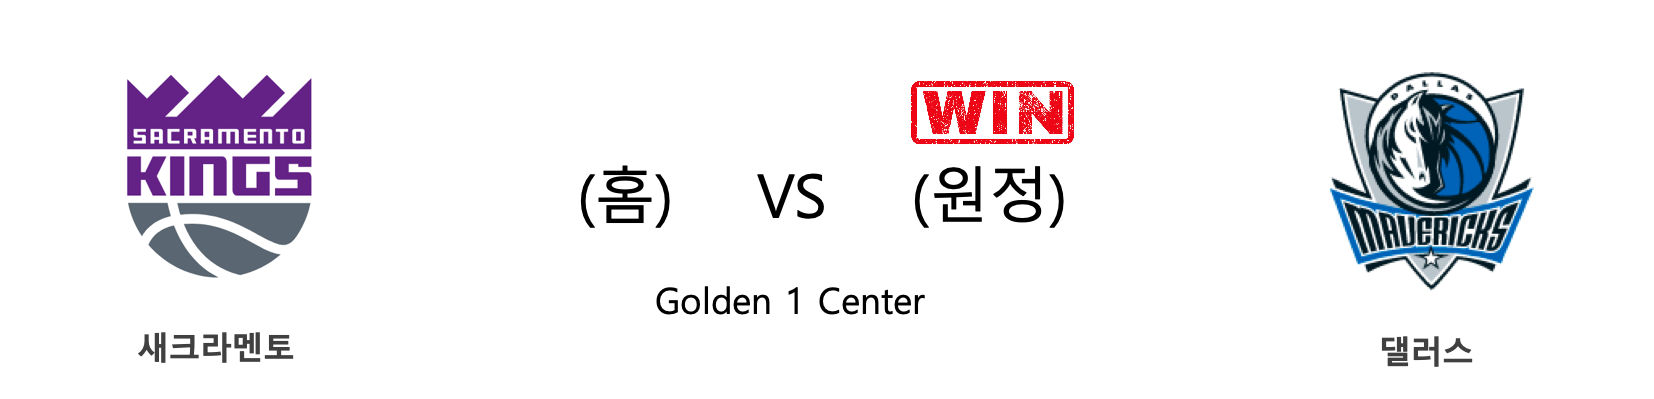 SACRAMENTO
KINGS
새크라멘토
WIN
(홈) VS (원정)
Golden 1 Center
DALLAS
MAVERICKS
댈러스